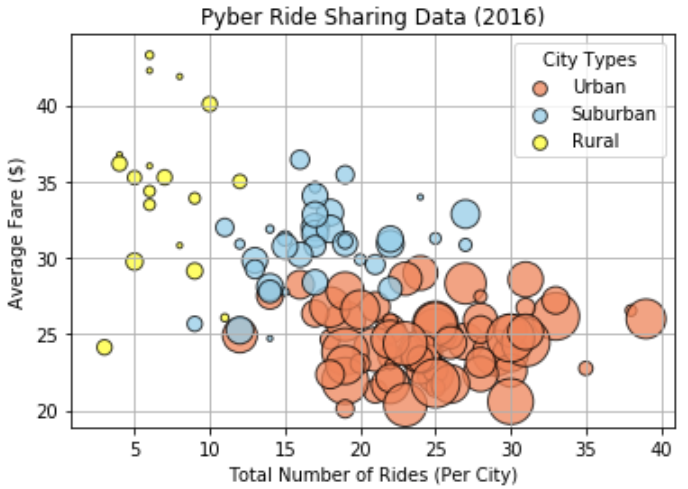 Pyber Ride Sharing Data (2016)
City Types
Urban
Suburban
Rural
Average Fare ($)
40
35
30
25
20
5 10 15 20 25 30 35 40
Total Number of Rides (Per City)